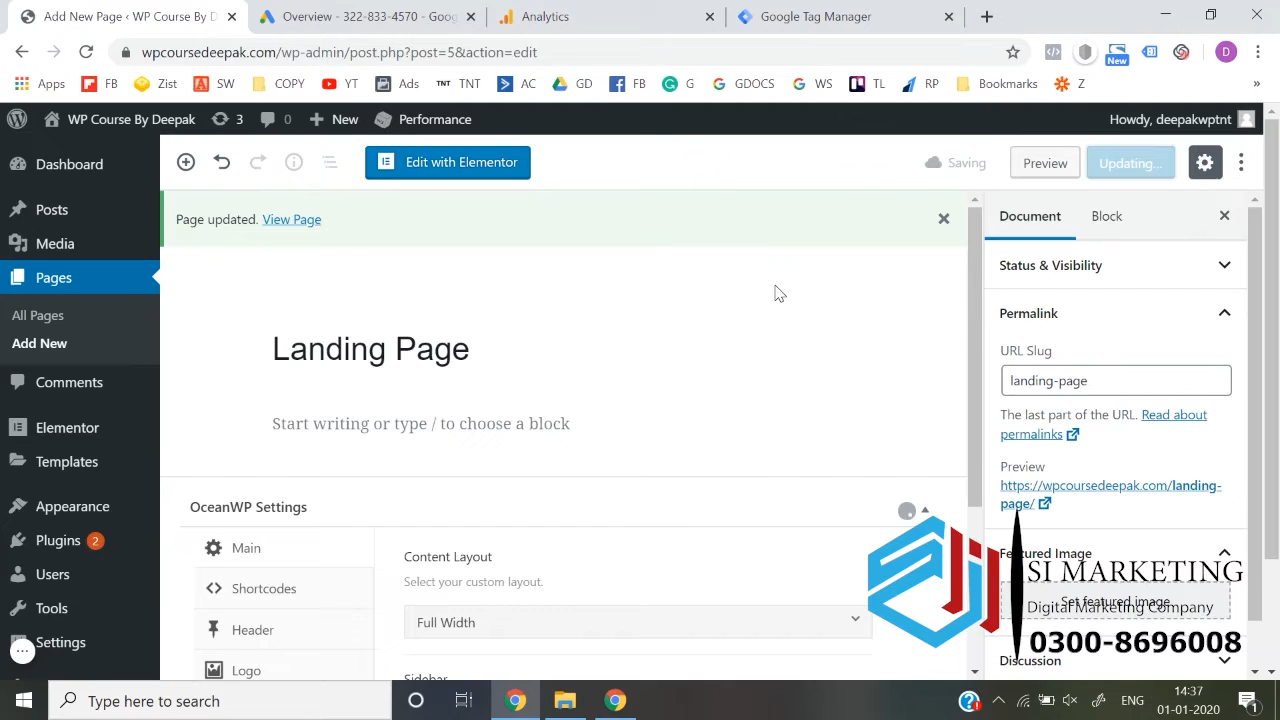 Add New Page ‹ WP Course By D
Overview - 322-833-4570 - Goog
Analytics
Google Tag Manager
wpcoursedeepak.com/wp-admin/post.php?post=5&action=edit
New
D
Apps FB Zist SW COPY YT Ads TNT TNT AC GD FB G GDOCS WS TL RP Bookmarks Z »
WP Course By Deepak 3 0 New Performance Howdy, deepakwptnt
Dashboard
Posts
Media
Pages
All Pages
Add New
Comments
Elementor
Templates
Appearance
Plugins 2
Users
Tools
Settings
Edit with Elementor
Saving
Preview
Updating...
Page updated. View Page
Landing Page
Start writing or type / to choose a block
OceanWP Settings
Main
Shortcodes
Header
Logo
Content Layout
Select your custom layout.
Full Width
Sidebar
Document
Block
Status & Visibility
Permalink
URL Slug
landing-page
The last part of the URL. Read about
permalinks
Preview
https://wpcoursedeepak.com/landing-
page/
Featured Image
Set featured image
Discussion
SI MARKETING
Digital Marketing Company
0300-8696008
Type here to search
ENG
14:37
01-01-2020
1